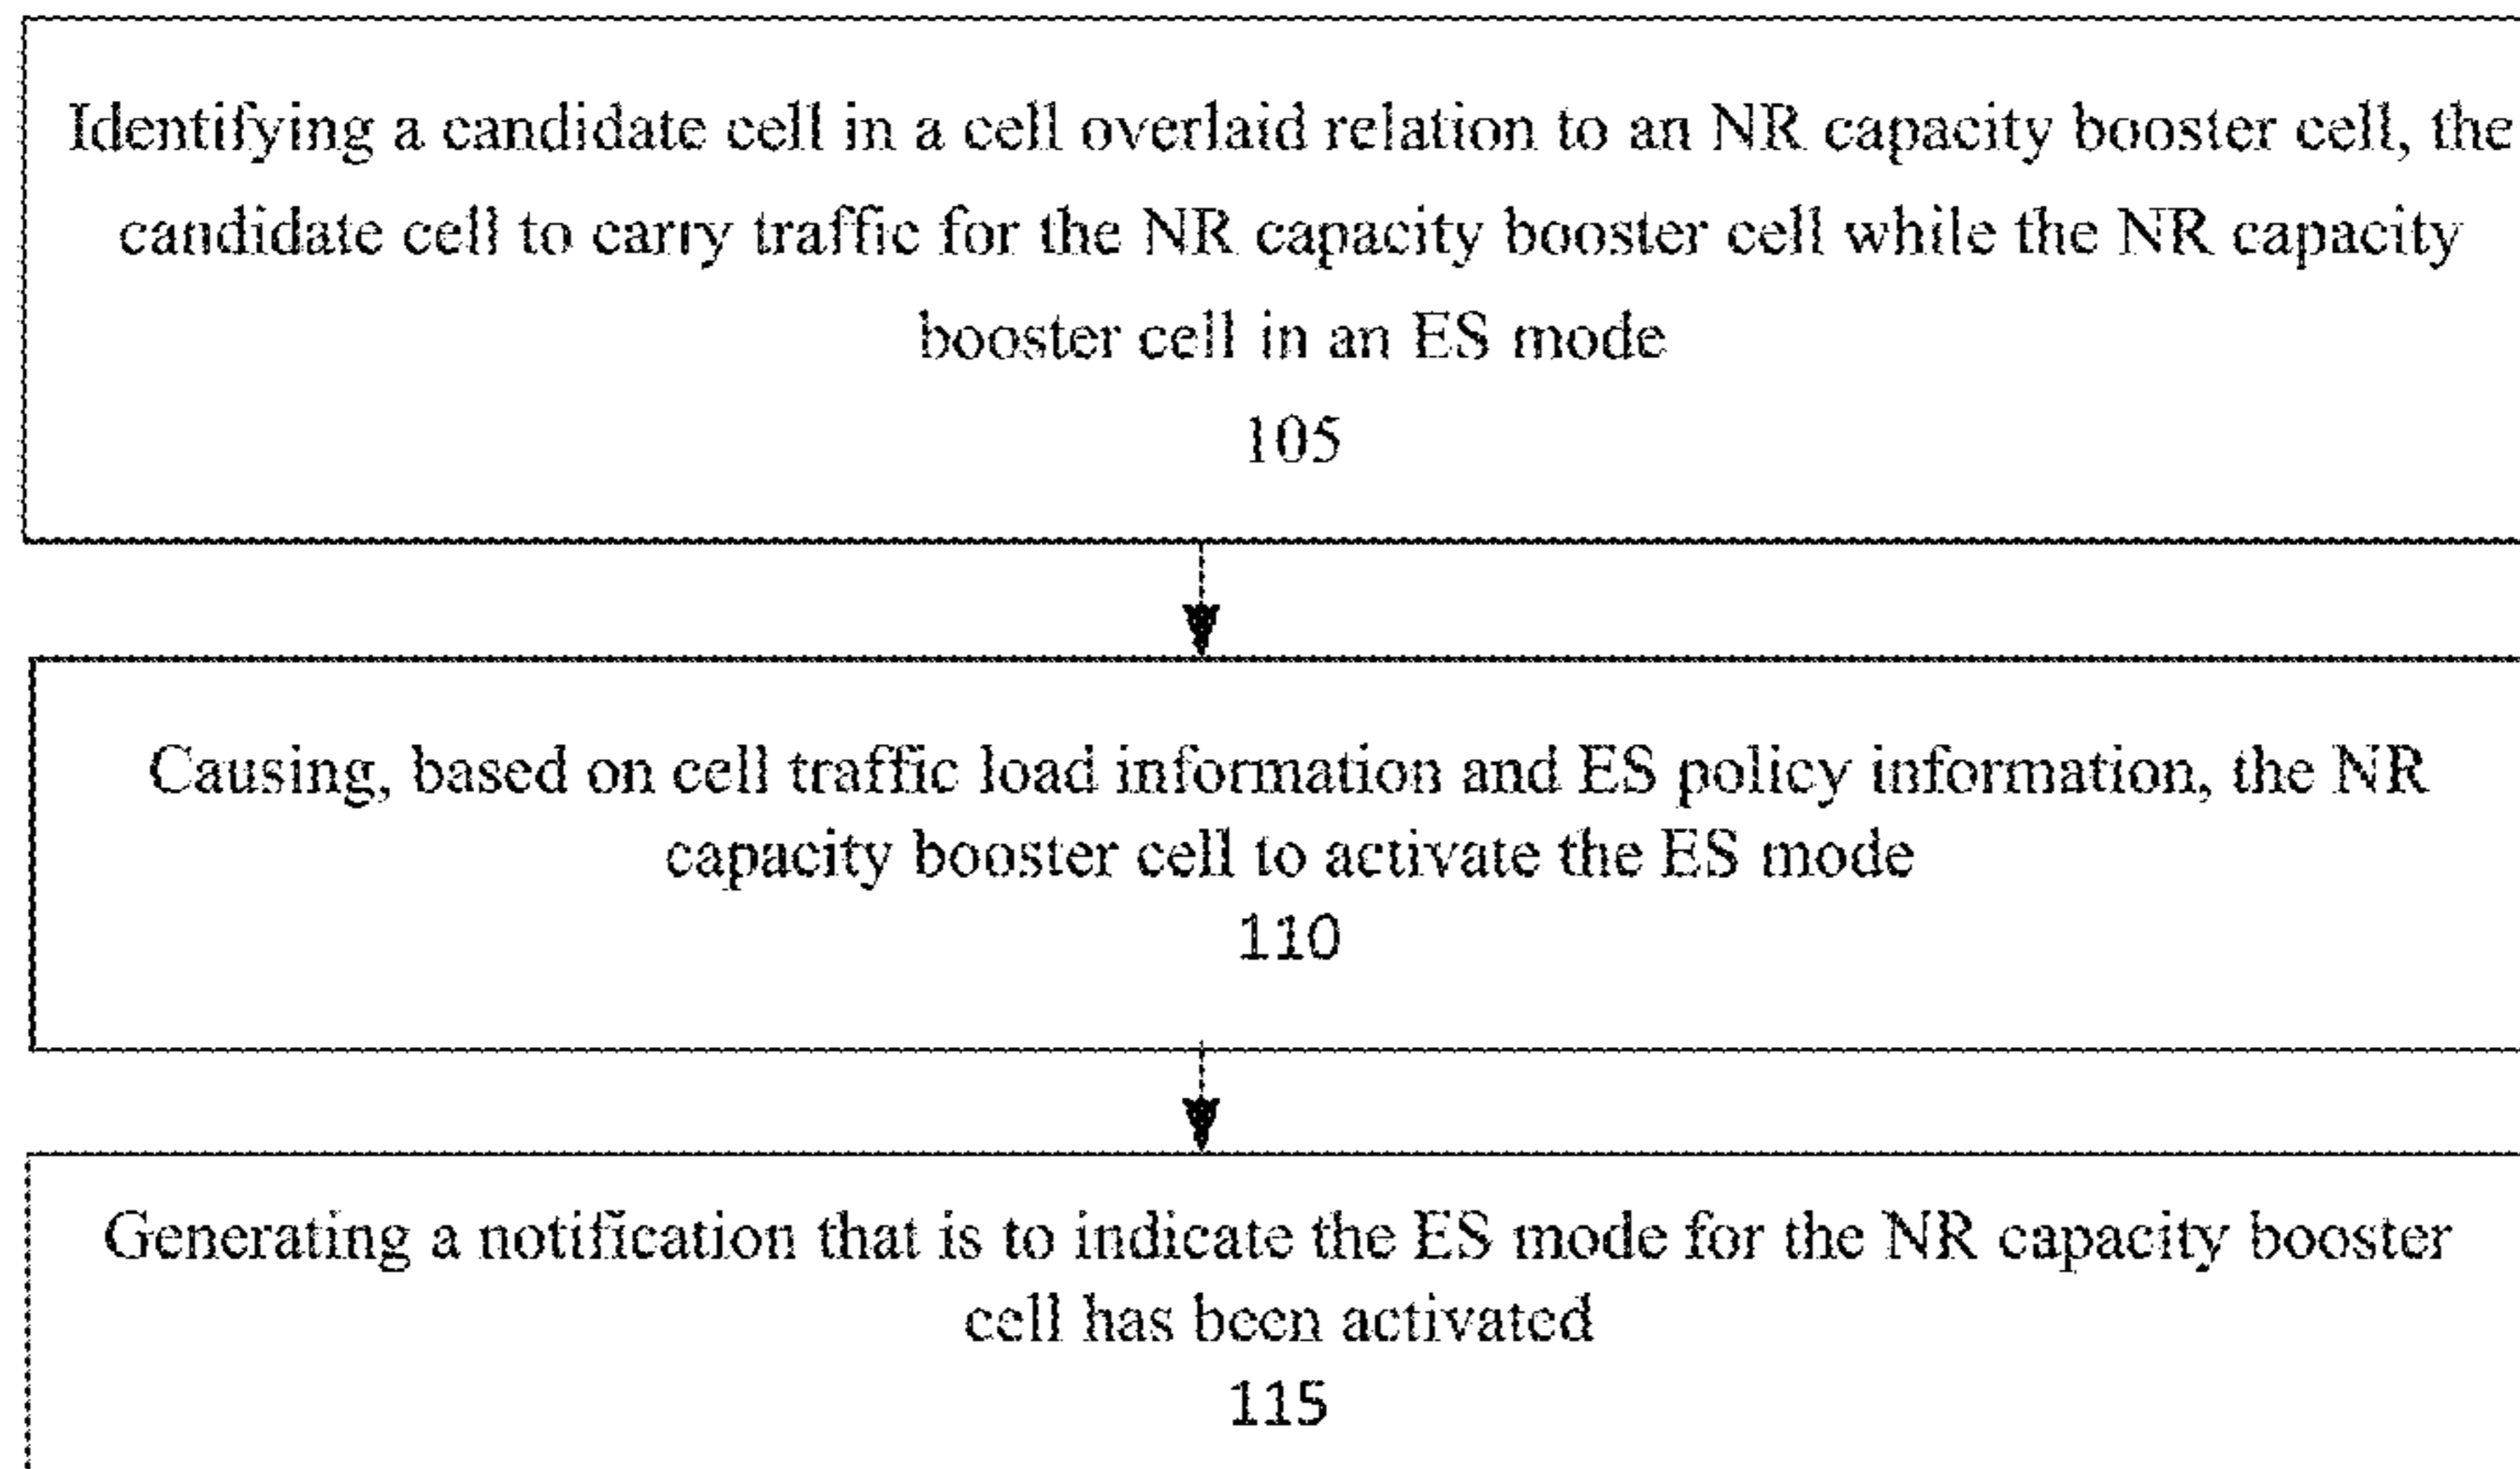 Identifying a candidate cell in a cell overlaid relation to an NR capacity booster cell, the
candidate cell to carry traffic for the NR capacity booster cell while the NR capacity
booster cell in an ES mode
105
Causing, based on cell traffic load information and ES policy information, the NR
capacity booster cell to activate the ES mode
110
Generating a notification that is to indicate the ES mode for the NR capacity booster
cell has been activated
115